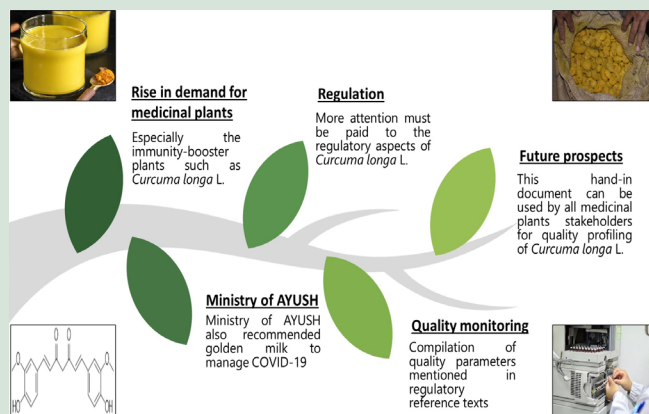 Rise in demand for
medicinal plants
Especially the
immunity-booster
plants such as
Curcuma longa L.
Regulation
More attention must
be paid to the
regulatory aspects of
Curcuma longa L.
Future prospects
This hand-in
document can be
used by all medicinal
plants stakeholders
for quality profiling
of Curcuma longa L.
Ministry of AYUSH
Ministry of AYUSH
also recommended
golden milk to
manage COVID-19
Quality monitoring
Compilation of
quality parameters
mentioned in
regulatory
reference texts
O O
HO
OH